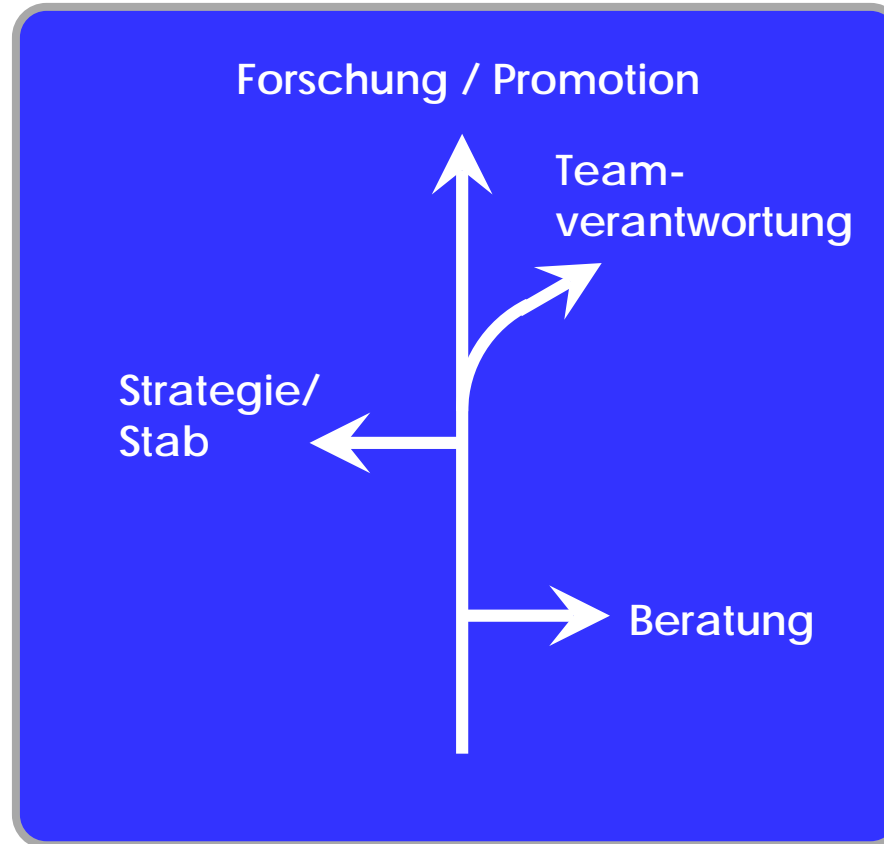 Forschung / Promotion
Team-
verantwortung
Strategie/
Stab
Beratung